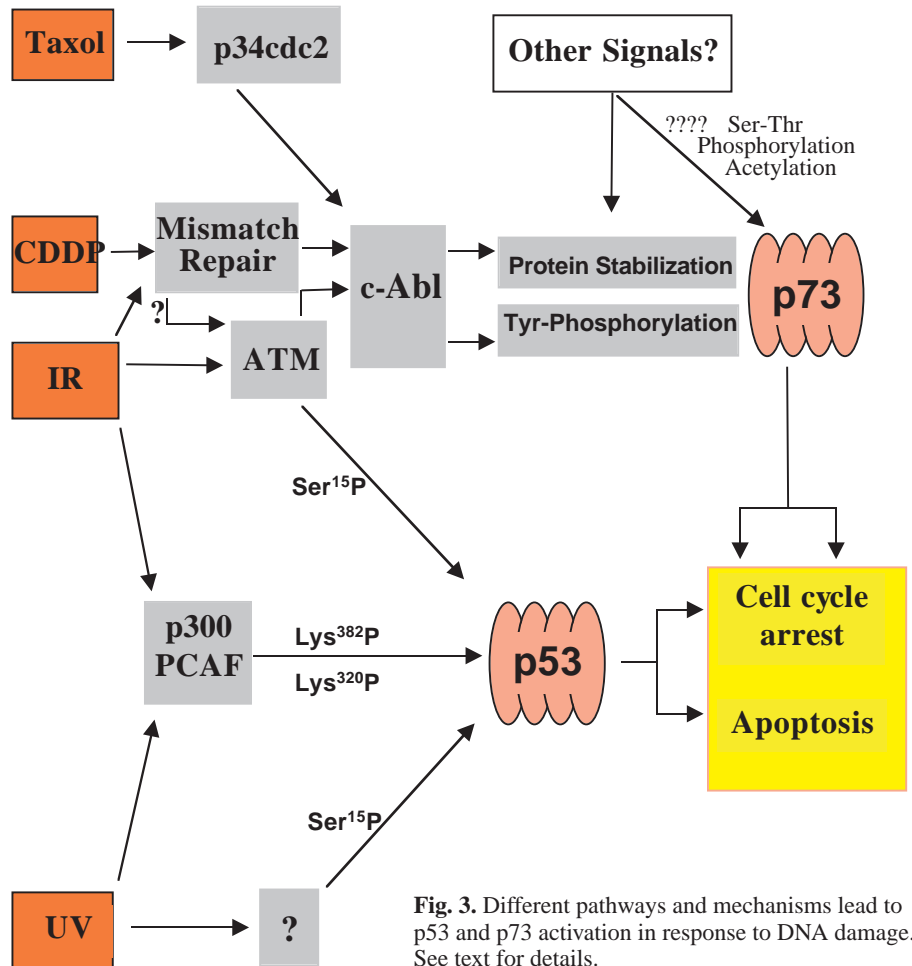 Taxol
p34cdc2
Other Signals?
???? Ser-Thr
Phosphorylation
Acetylation
CDDP
Mismatch
Repair
c-Abl
Protein Stabilization
p73
?
Tyr-Phosphorylation
IR
ATM
Ser¹⁵P
Cell cycle
arrest
p300
PCAF
Lys³⁸²P
Lys³²⁰P
p53
Apoptosis
Ser¹⁵P
UV
?
Fig. 3. Different pathways and mechanisms lead to
p53 and p73 activation in response to DNA damage.
See text for details.